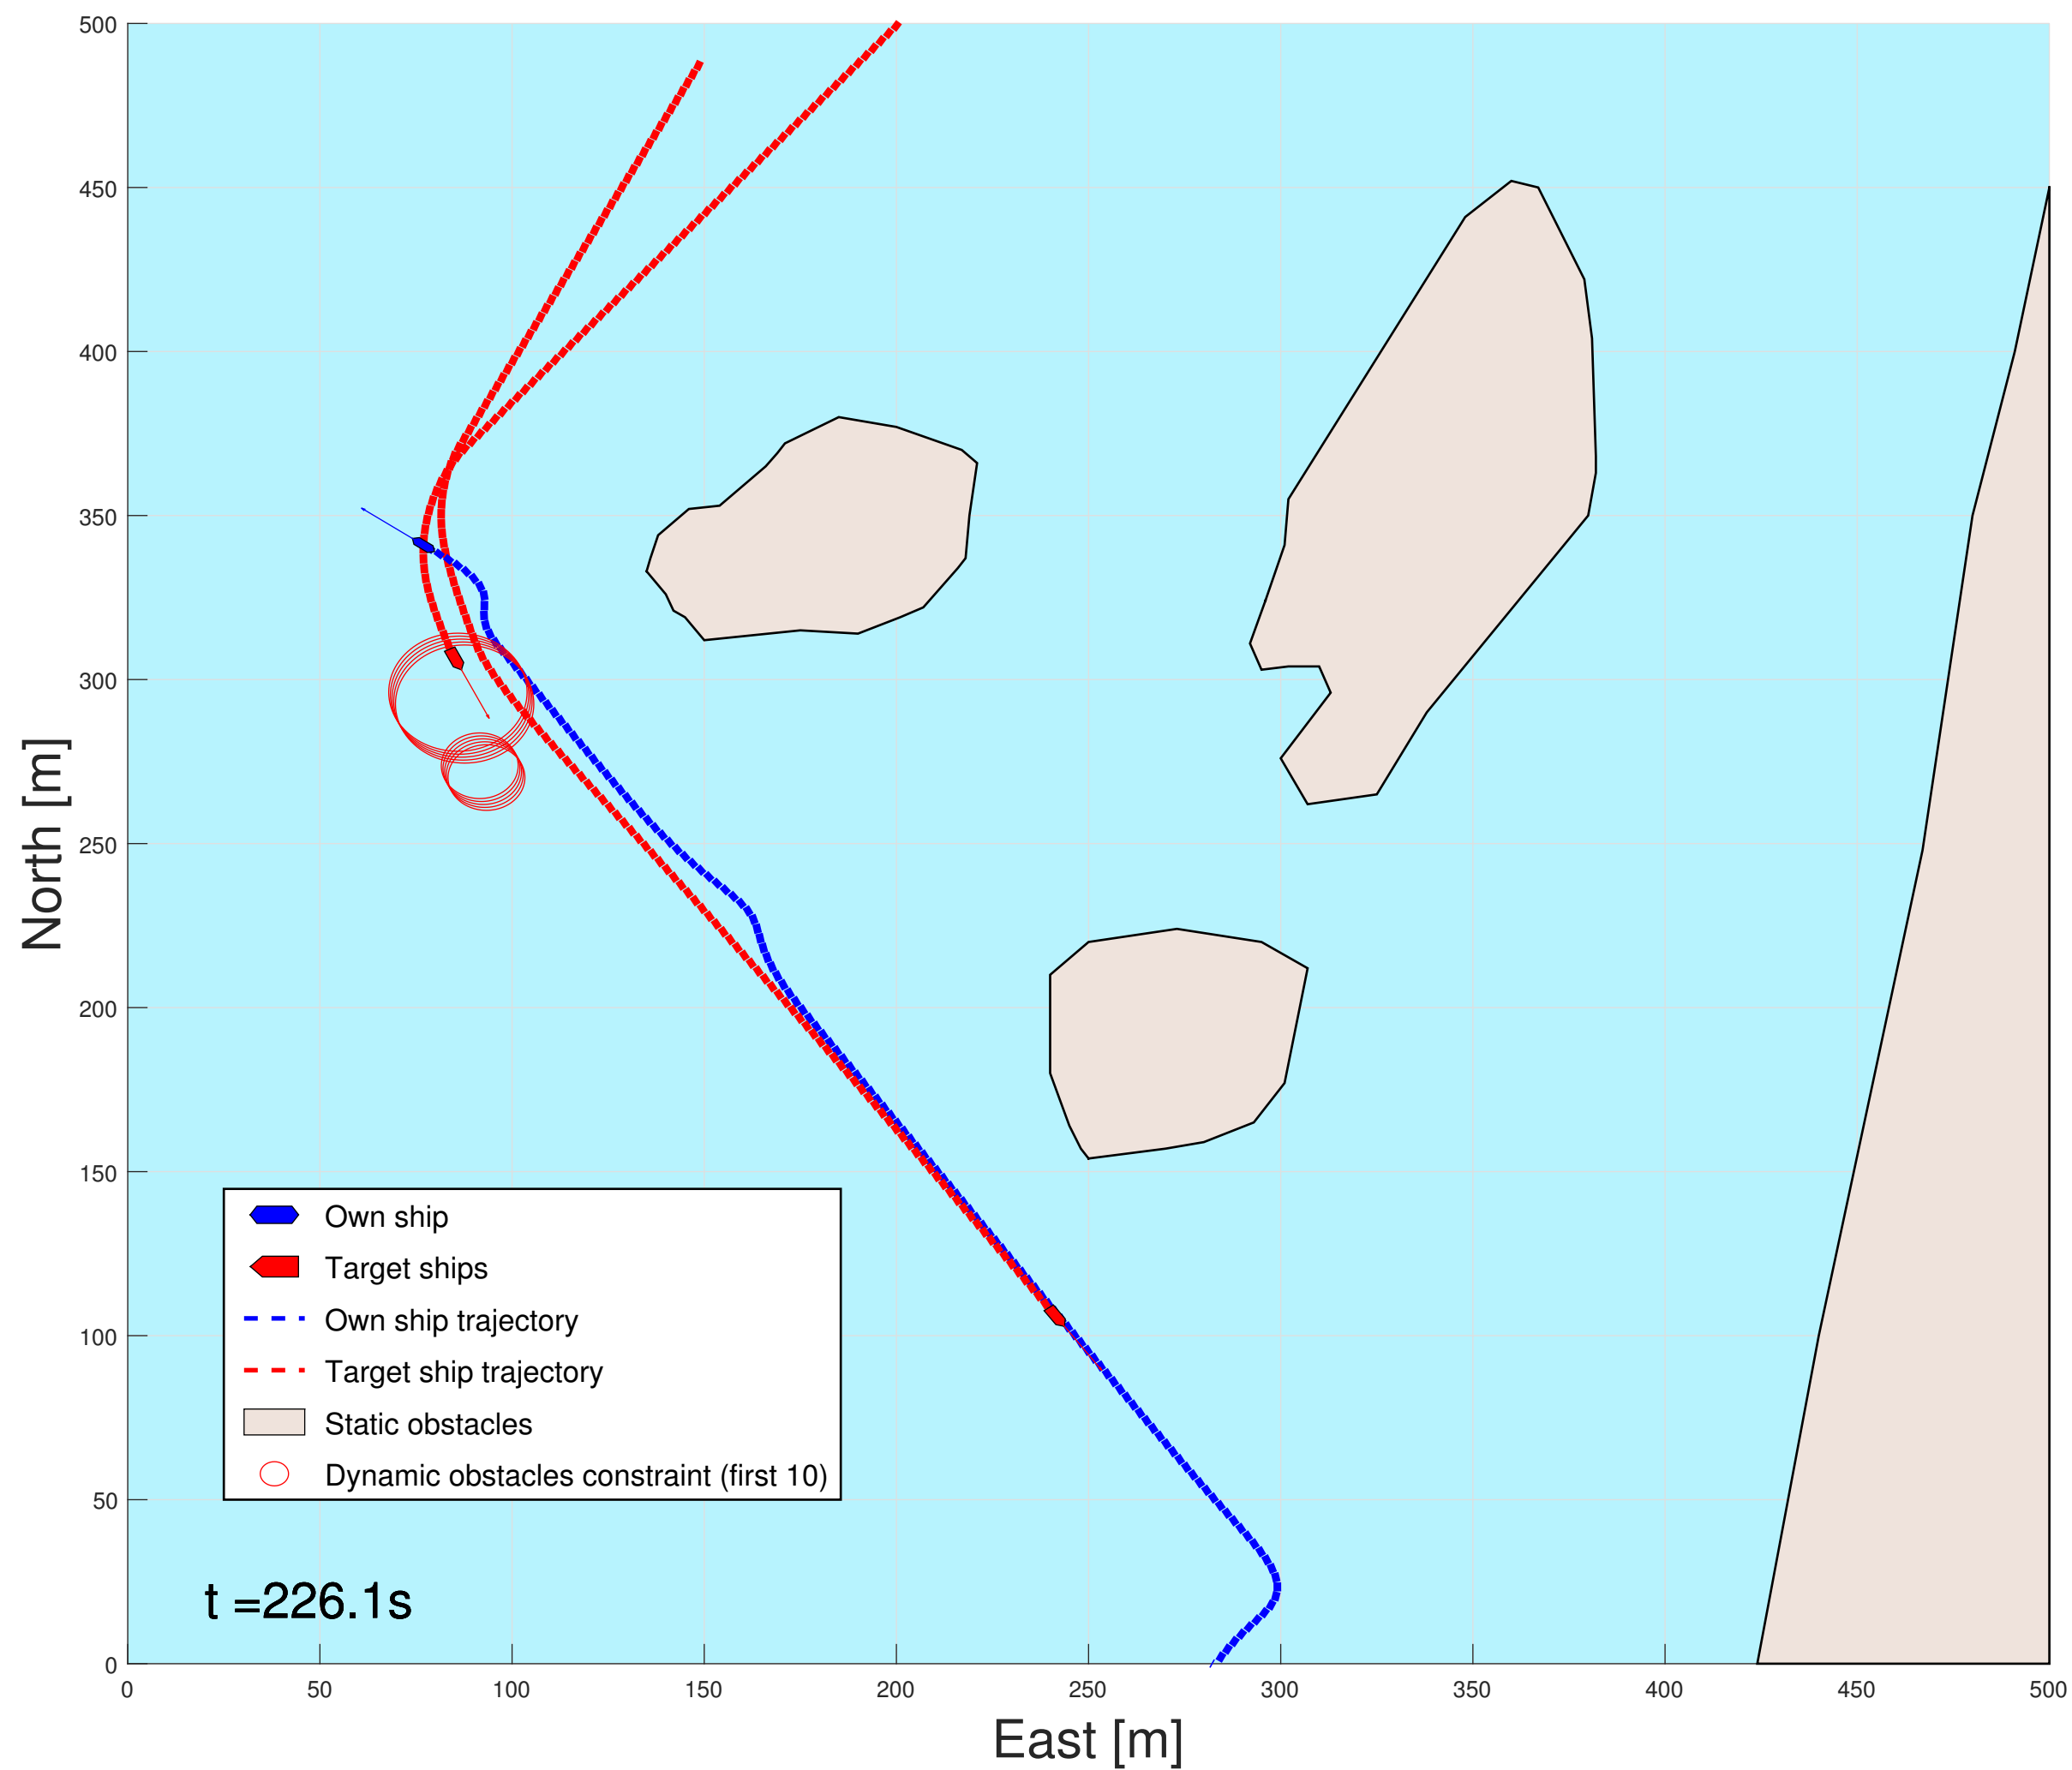 500
450
400
350
300
250
200
150
100
50
0
North [m]
Own ship
Target ships
Own ship trajectory
Target ship trajectory
Static obstacles
Dynamic obstacles constraint (first 10)
t =226.1s
0 50 100 150 200 250 300 350 400 450 500
East [m]